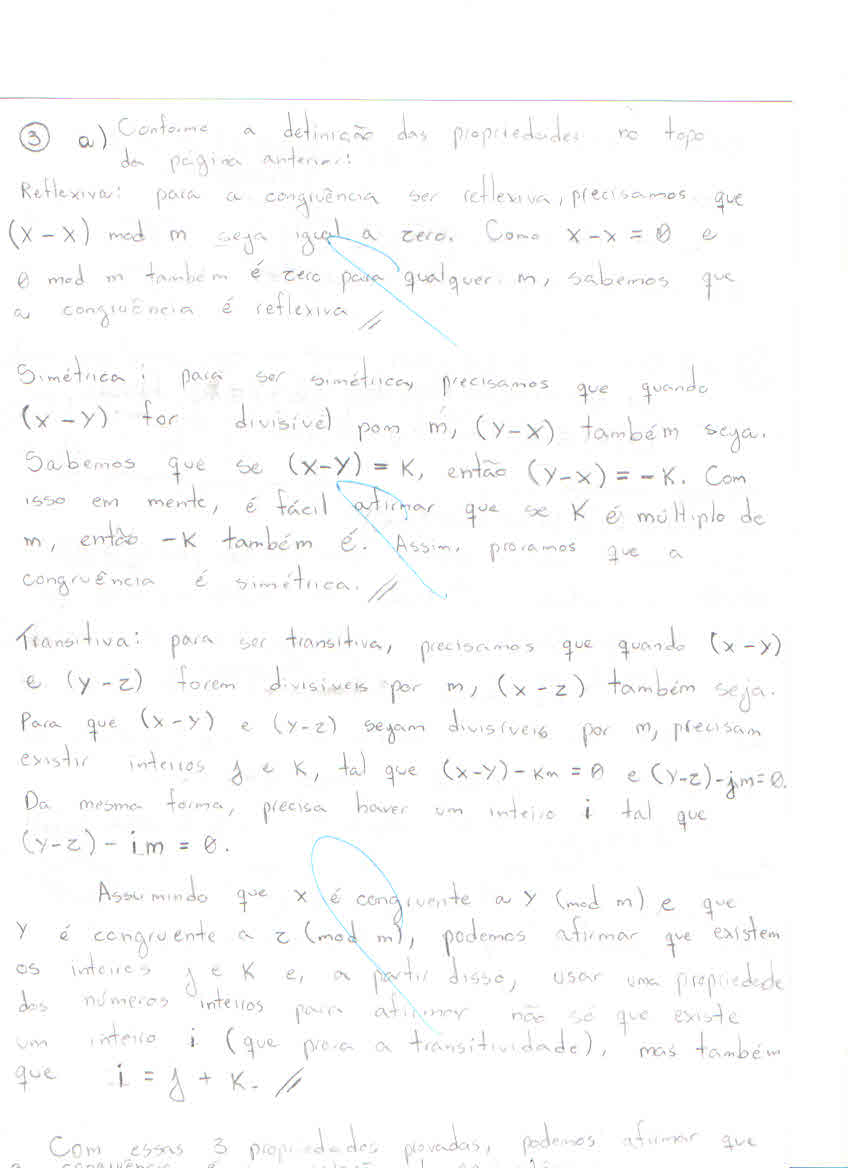 ③ a) Conforme a definição das propriedades no topo
da página anterior:
Reflexiva: para a congruência ser reflexiva, precisamos que
(X - X) mod m seja igual a zero. Como X - X = 0 e
0 mod m também é zero para qualquer m, sabemos que
a congruência é reflexiva //
Simétrica: para ser simétrica, precisamos que quando
(X - Y) for divisível por m, (Y - X) também seja.
Sabemos que se (X-Y) = K, então (Y-X) = -K. Com
isso em mente, é fácil afirmar que se K é múltiplo de
m, então -K também é. Assim, provamos que a
congruência é simétrica. //
Transitiva: para ser transitiva, precisamos que quando (X - Y)
e (Y - Z) forem divisíveis por m, (X - Z) também seja.
Para que (X - Y) e (Y - Z) sejam divisíveis por m, precisam
existir inteiros j e K, tal que (X-Y) - Km = 0 e (Y-Z) - jm = 0.
Da mesma forma, precisa haver um inteiro i tal que
(Y-Z) - im = 0.
Assumindo que X é congruente a Y (mod m) e que
Y é congruente a Z (mod m), podemos afirmar que existem
os inteiros j e K e, a partir disso, usar uma propriedade
dos números inteiros para afirmar não só que existe
um inteiro i (que prova a transitividade), mas também
que i = j + K. //
Com essas 3 propriedades provadas, podemos afirmar que
a congruência é